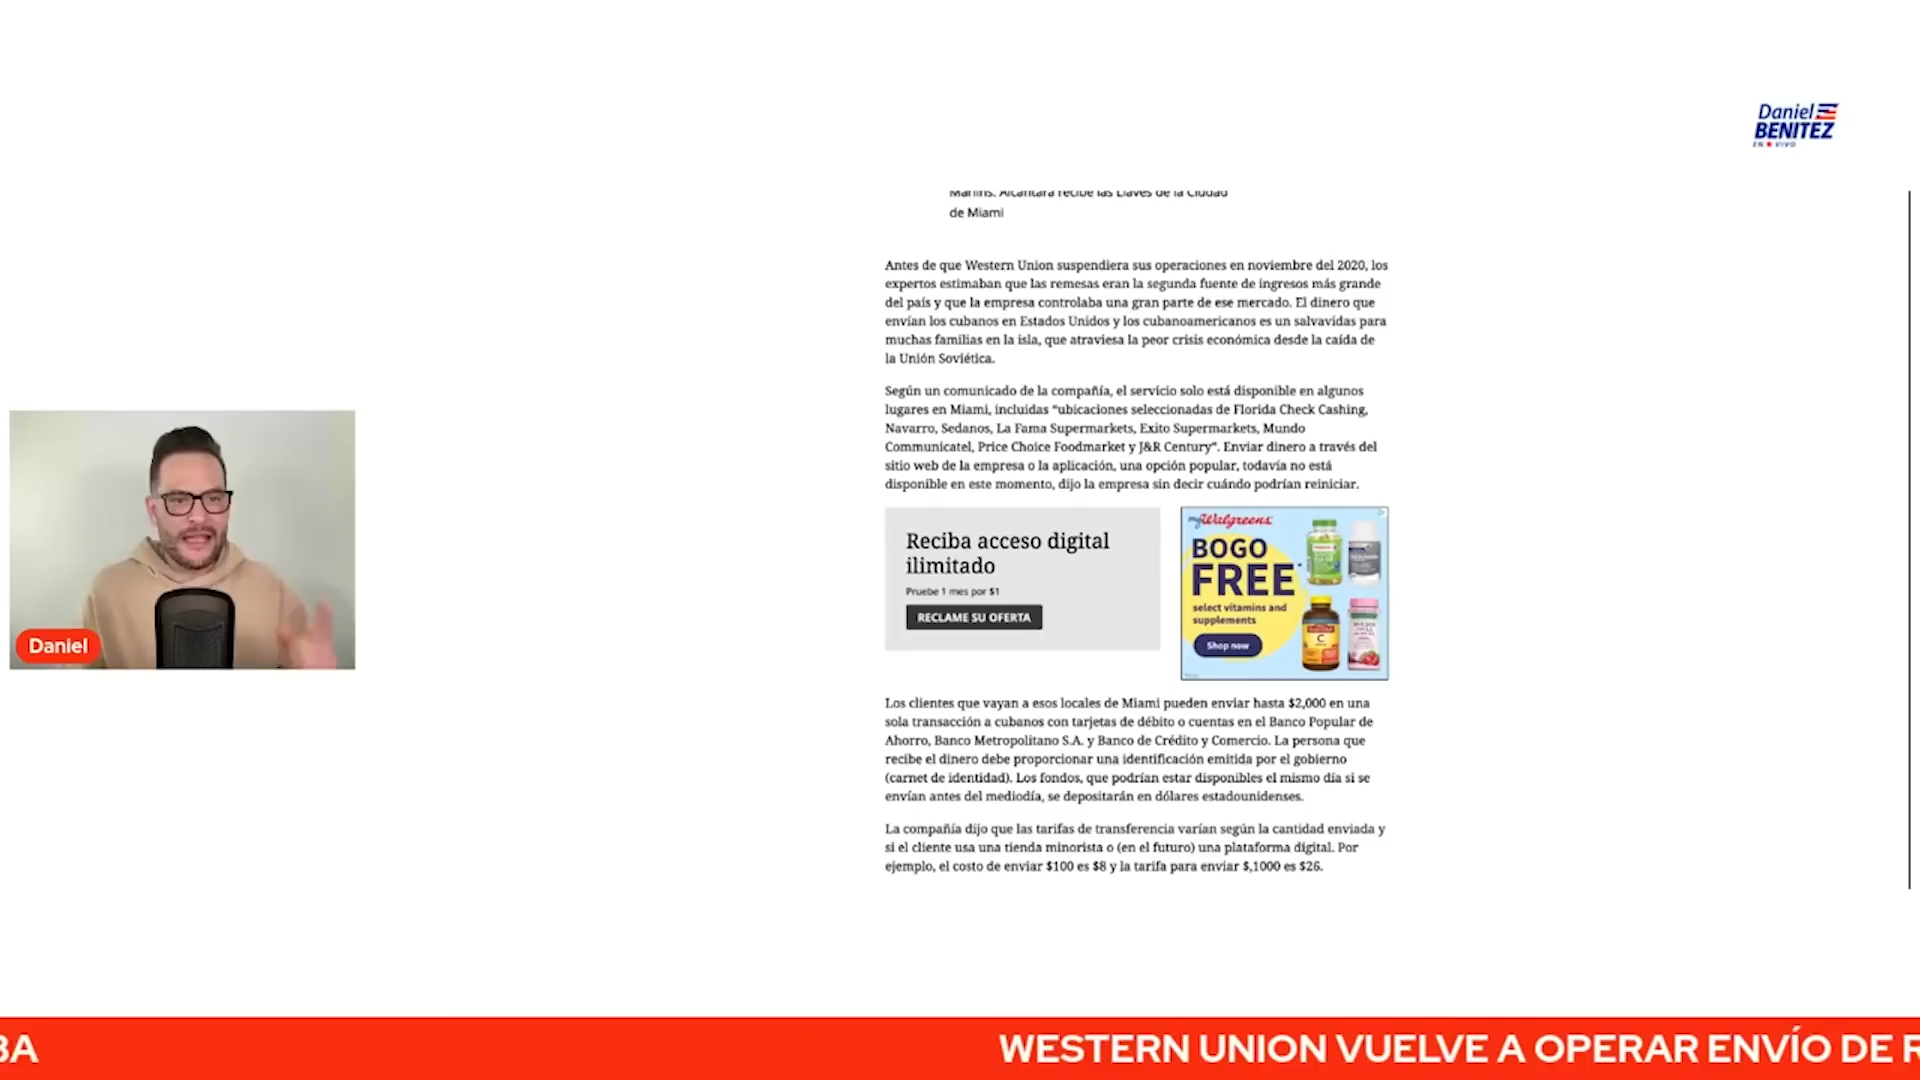 Daniel
BENITEZ
EN VIVO
Marlins. Alcántara recibe las Llaves de la Ciudad
de Miami
Antes de que Western Union suspendiera sus operaciones en noviembre del 2020, los
expertos estimaban que las remesas eran la segunda fuente de ingresos más grande
del país y que la empresa controlaba una gran parte de ese mercado. El dinero que
envían los cubanos en Estados Unidos y los cubanoamericanos es un salvavidas para
muchas familias en la isla, que atraviesa la peor crisis económica desde la caída de
la Unión Soviética.
Según un comunicado de la compañía, el servicio solo está disponible en algunos
lugares en Miami, incluidas “ubicaciones seleccionadas de Florida Check Cashing,
Navarro, Sedanos, La Fama Supermarkets, Exito Supermarkets, Mundo
Communicatel, Price Choice Foodmarket y J&R Century”. Enviar dinero a través del
sitio web de la empresa o la aplicación, una opción popular, todavía no está
disponible en este momento, dijo la empresa sin decir cuándo podrían reiniciar.
Reciba acceso digital
ilimitado
Pruebe 1 mes por $1
RECLAME SU OFERTA
myWalgreens
BOGO
FREE
select vitamins and
supplements
Shop now
C
Daniel
Los clientes que vayan a esos locales de Miami pueden enviar hasta $2,000 en una
sola transacción a cubanos con tarjetas de débito o cuentas en el Banco Popular de
Ahorro, Banco Metropolitano S.A. y Banco de Crédito y Comercio. La persona que
recibe el dinero debe proporcionar una identificación emitida por el gobierno
(carnet de identidad). Los fondos, que podrían estar disponibles el mismo día si se
envían antes del mediodía, se depositarán en dólares estadounidenses.
La compañía dijo que las tarifas de transferencia varían según la cantidad enviada y
si el cliente usa una tienda minorista o (en el futuro) una plataforma digital. Por
ejemplo, el costo de enviar $100 es $8 y la tarifa para enviar $,1000 es $26.
BA WESTERN UNION VUELVE A OPERAR ENVÍO DE R